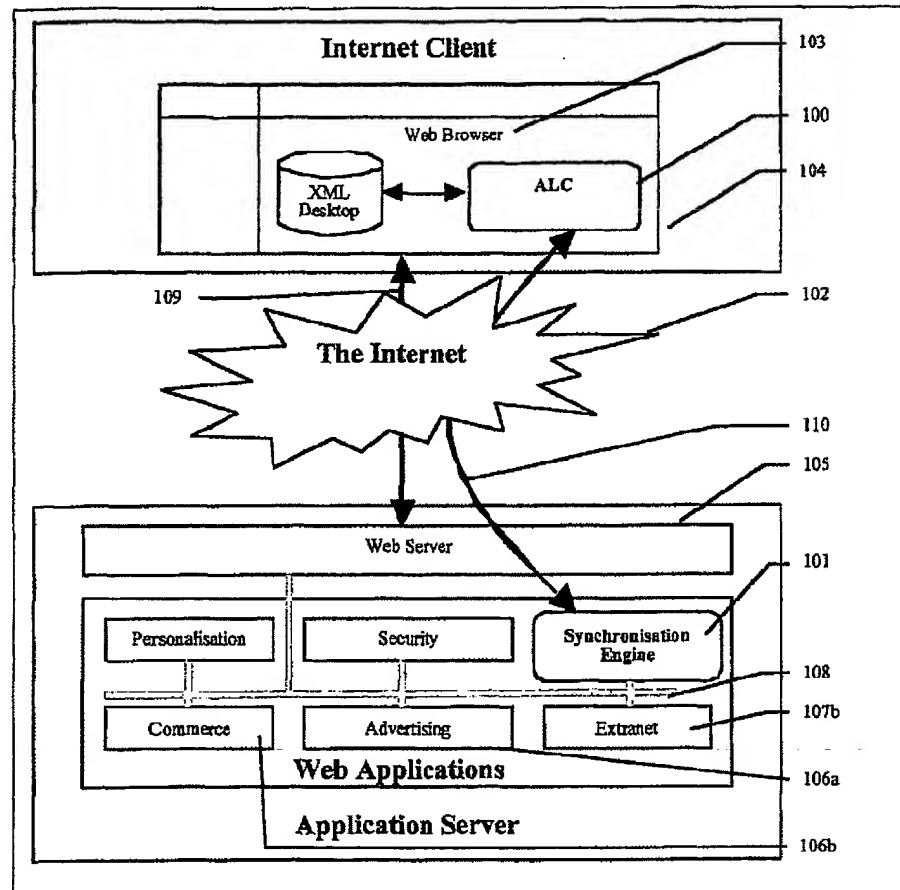 Internet Client
103
100
Web Browser
ALC
XML
Desktop
104
109
102
The Internet
110
105
Web Server
101
Personalisation
Security
Synchronisation
Engine
108
Commerce
Advertising
Extranet
107b
Web Applications
106a
Application Server
106b